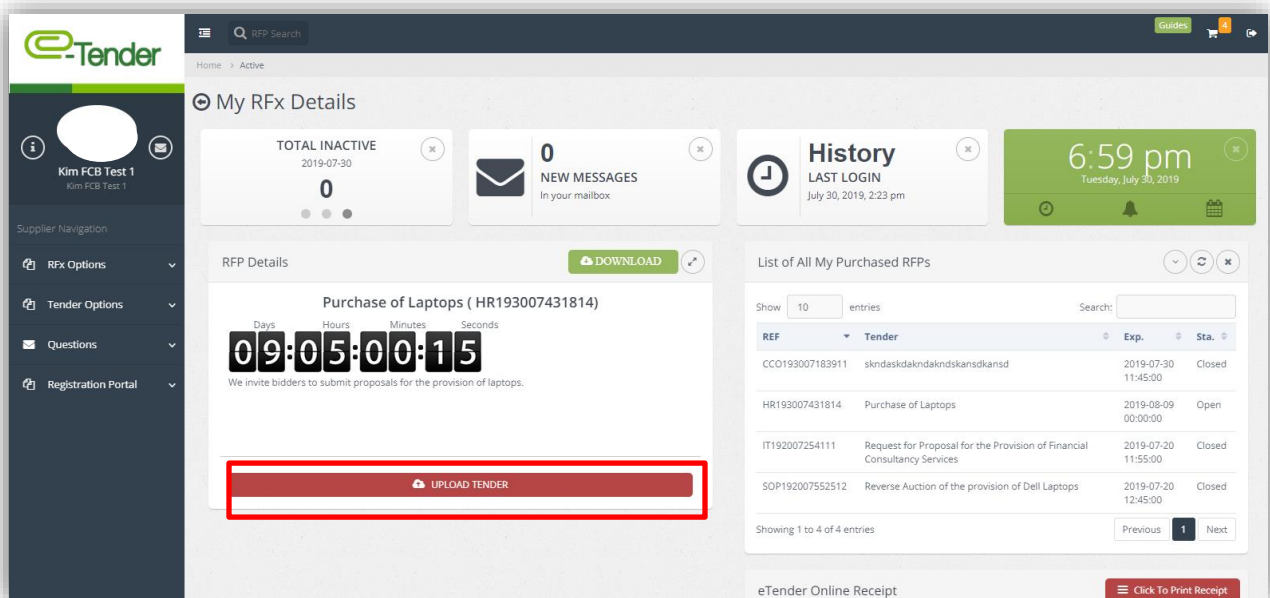 e-Tender
RFP Search
Guides
4
Home > Active
My RFx Details
Kim FCB Test 1
Kim FCB Test 1
Supplier Navigation
RFx Options
Tender Options
Questions
Registration Portal
TOTAL INACTIVE
2019-07-30
0
0
NEW MESSAGES
In your mailbox
History
LAST LOGIN
July 30, 2019, 2:23 pm
6:59 pm
Tuesday, July 30, 2019
RFP Details
DOWNLOAD
Purchase of Laptops ( HR193007431814)
Days Hours Minutes Seconds
09:05:00:15
We invite bidders to submit proposals for the provision of laptops.
UPLOAD TENDER
List of All My Purchased RFPs
Show 10 entries Search:
REF Tender Exp. Sta.
CCO193007183911 skndaskdakndakndskansdkansd 2019-07-30 Closed
11:45:00
HR193007431814 Purchase of Laptops 2019-08-09 Open
00:00:00
IT192007254111 Request for Proposal for the Provision of Financial 2019-07-20 Closed
Consultancy Services 11:55:00
SOP192007552512 Reverse Auction of the provision of Dell Laptops 2019-07-20 Closed
12:45:00
Showing 1 to 4 of 4 entries
Previous 1 Next
eTender Online Receipt
Click To Print Receipt